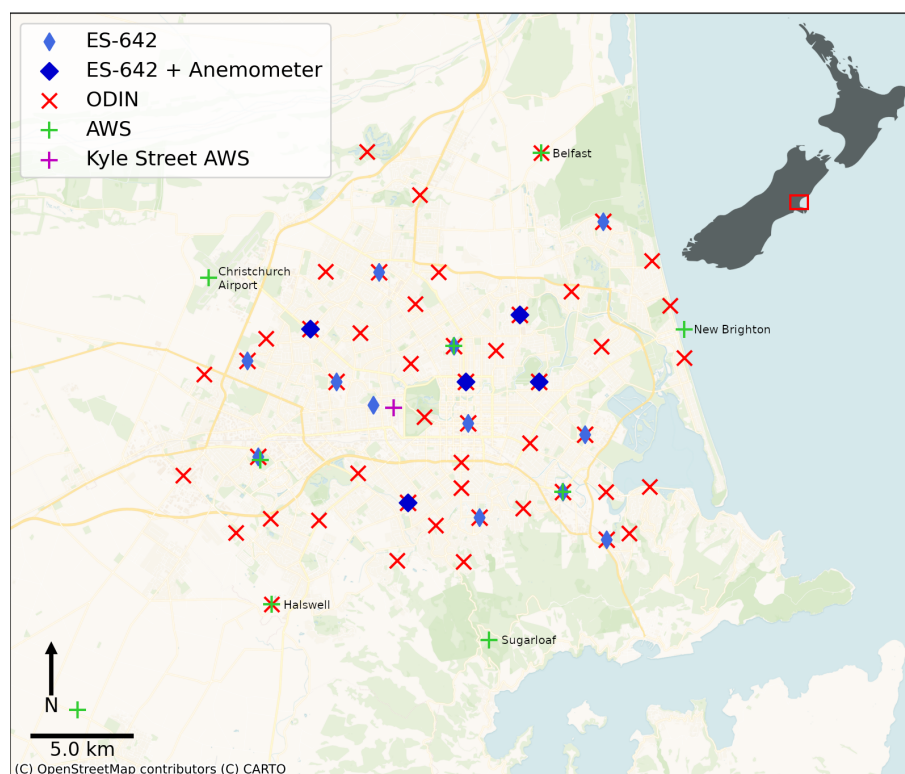 ES-642
ES-642 + Anemometer
ODIN
AWS
Kyle Street AWS
Belfast
Christchurch
Airport
New Brighton
Halswell
Sugarloaf
N
5.0 km
(C) OpenStreetMap contributors (C) CARTO